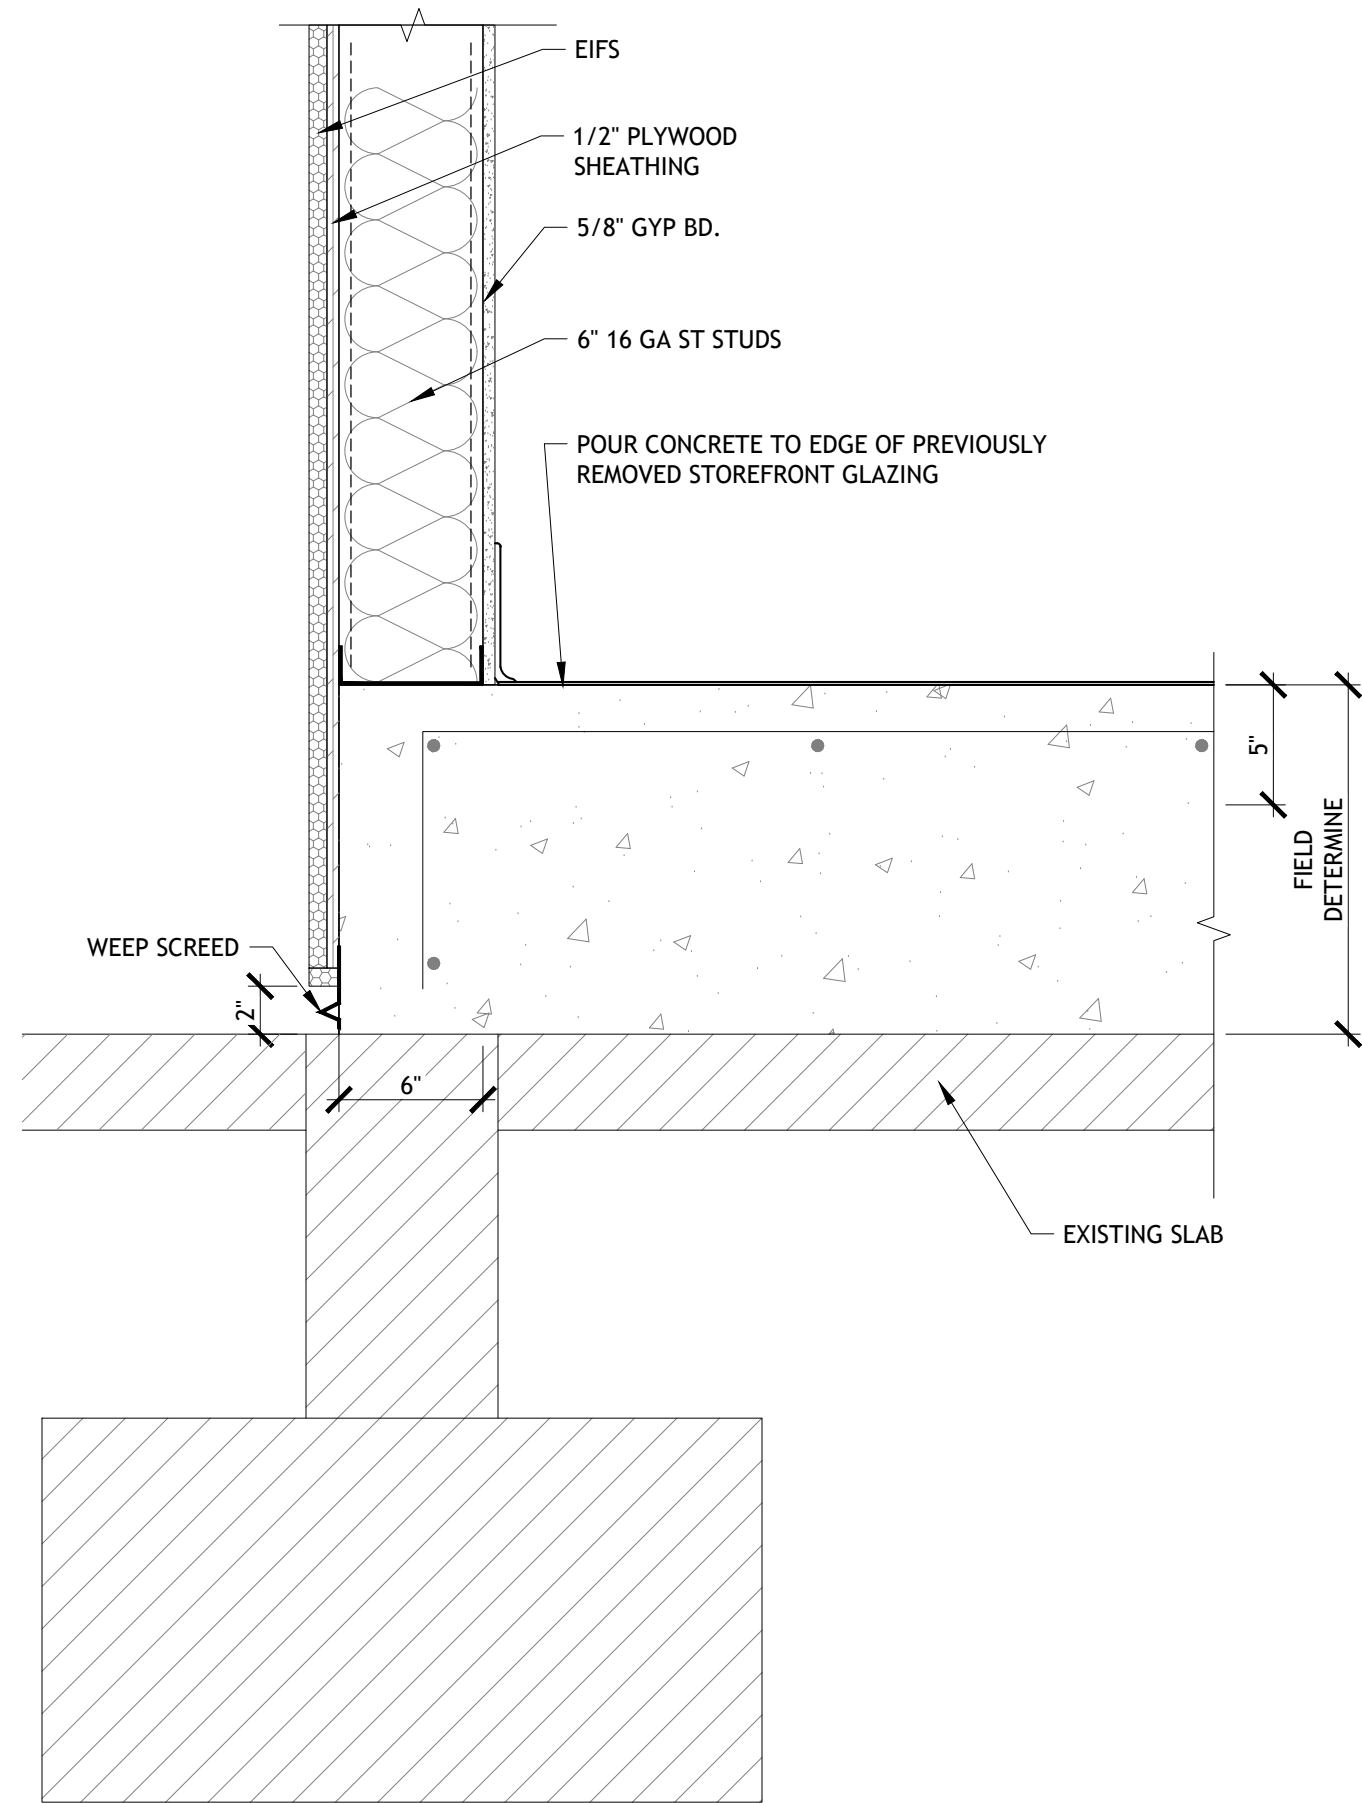 EIFS
1/2" PLYWOOD
SHEATHING
5/8" GYP BD.
6" 16 GA ST STUDS
POUR CONCRETE TO EDGE OF PREVIOUSLY
REMOVED STOREFRONT GLAZING
5"
FIELD
DETERMINE
WEEP SCREED
2"
6"
EXISTING SLAB